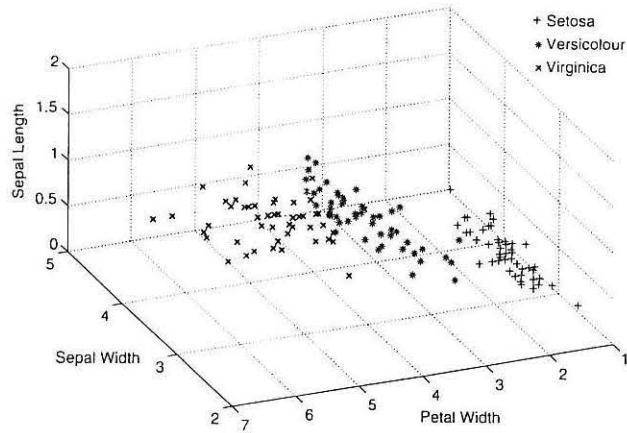 + Setosa
* Versicolour
× Virginica
2
1.5
1
0.5
0
Sepal Length
5
4
3
2
Sepal Width
7
6
5
4
3
2
1
Petal Width